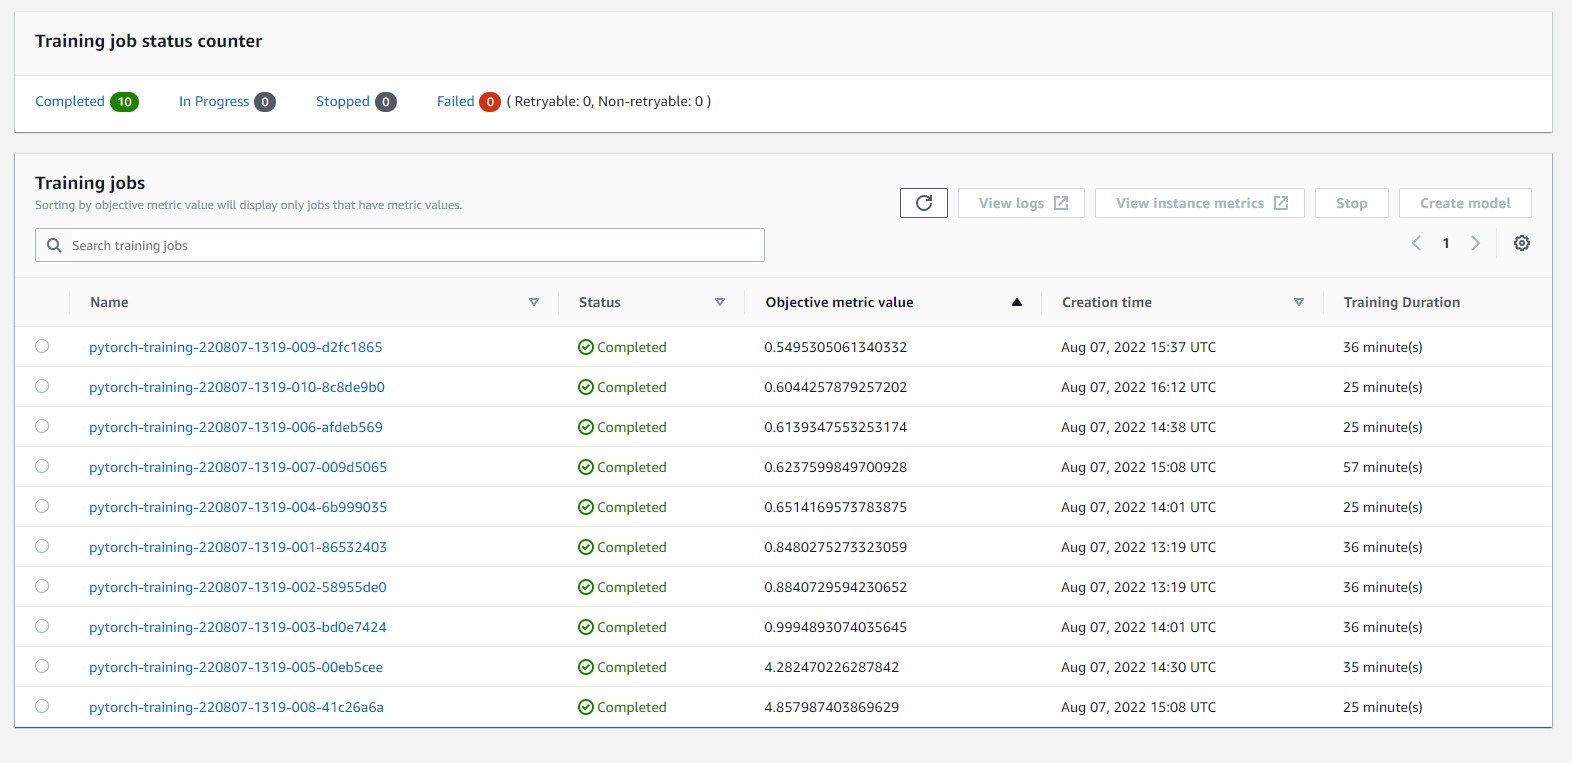 Training job status counter
Completed 10 In Progress 0 Stopped 0 Failed 0 ( Retryable: 0, Non-retryable: 0 )
Training jobs
Sorting by objective metric value will display only jobs that have metric values.
View logs View instance metrics Stop Create model
Search training jobs
1
Name Status Objective metric value Creation time Training Duration
pytorch-training-220807-1319-009-d2fc1865 Completed 0.5495305061340332 Aug 07, 2022 15:37 UTC 36 minute(s)
pytorch-training-220807-1319-010-8c8de9b0 Completed 0.6044257879257202 Aug 07, 2022 16:12 UTC 25 minute(s)
pytorch-training-220807-1319-006-afdeb569 Completed 0.6139347553253174 Aug 07, 2022 14:38 UTC 25 minute(s)
pytorch-training-220807-1319-007-009d5065 Completed 0.6237599849700928 Aug 07, 2022 15:08 UTC 57 minute(s)
pytorch-training-220807-1319-004-6b999035 Completed 0.6514169573783875 Aug 07, 2022 14:01 UTC 25 minute(s)
pytorch-training-220807-1319-001-86532403 Completed 0.8480275273323059 Aug 07, 2022 13:19 UTC 36 minute(s)
pytorch-training-220807-1319-002-58955de0 Completed 0.8840729594230652 Aug 07, 2022 13:19 UTC 36 minute(s)
pytorch-training-220807-1319-003-bd0e7424 Completed 0.9994893074035645 Aug 07, 2022 14:01 UTC 36 minute(s)
pytorch-training-220807-1319-005-00eb5cee Completed 4.282470226287842 Aug 07, 2022 14:30 UTC 35 minute(s)
pytorch-training-220807-1319-008-41c26a6a Completed 4.857987403869629 Aug 07, 2022 15:08 UTC 25 minute(s)